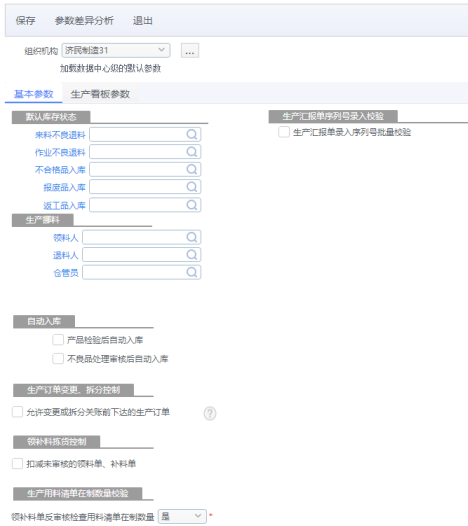 保存 参数差异分析 退出
组织机构 济民制造31 ...
加载数据中心级的默认参数
基本参数 生产看板参数
默认库存状态
来料不良退料
作业不良退料
不合格品入库
报废品入库
返工品入库
生产挪料
领料人
退料人
仓管员
自动入库
产品检验后自动入库
不良品处理审核后自动入库
生产订单变更、拆分控制
允许变更或拆分关账前下达的生产订单 ?
领补料拣货控制
扣减未审核的领料单、补料单
生产用料清单在制数量校验
领补料单反审核检查用料清单在制数量 是 *
生产汇报单序列号录入校验
生产汇报单录入序列号批量校验